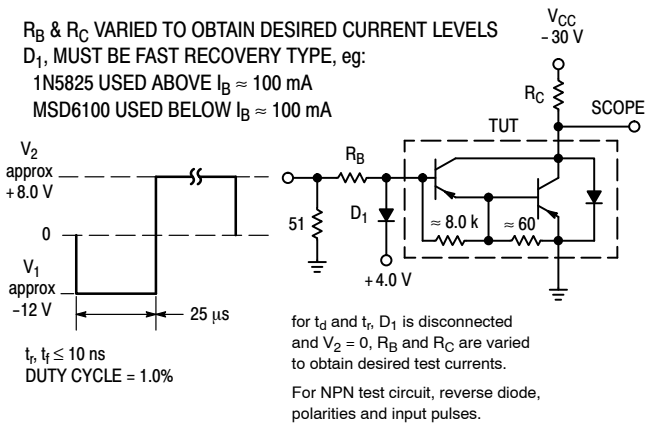 R_B & R_C VARIED TO OBTAIN DESIRED CURRENT LEVELS
D_1, MUST BE FAST RECOVERY TYPE, eg:
1N5825 USED ABOVE I_B ≈ 100 mA
MSD6100 USED BELOW I_B ≈ 100 mA
V_CC
- 30 V
R_C
SCOPE
TUT
V_2
approx
+8.0 V
0
V_1
approx
-12 V
25 µs
t_r, t_f ≤ 10 ns
DUTY CYCLE = 1.0%
R_B
51
D_1
+4.0 V
≈ 8.0 k
≈ 60
for t_d and t_r, D_1 is disconnected
and V_2 = 0, R_B and R_C are varied
to obtain desired test currents.
For NPN test circuit, reverse diode,
polarities and input pulses.